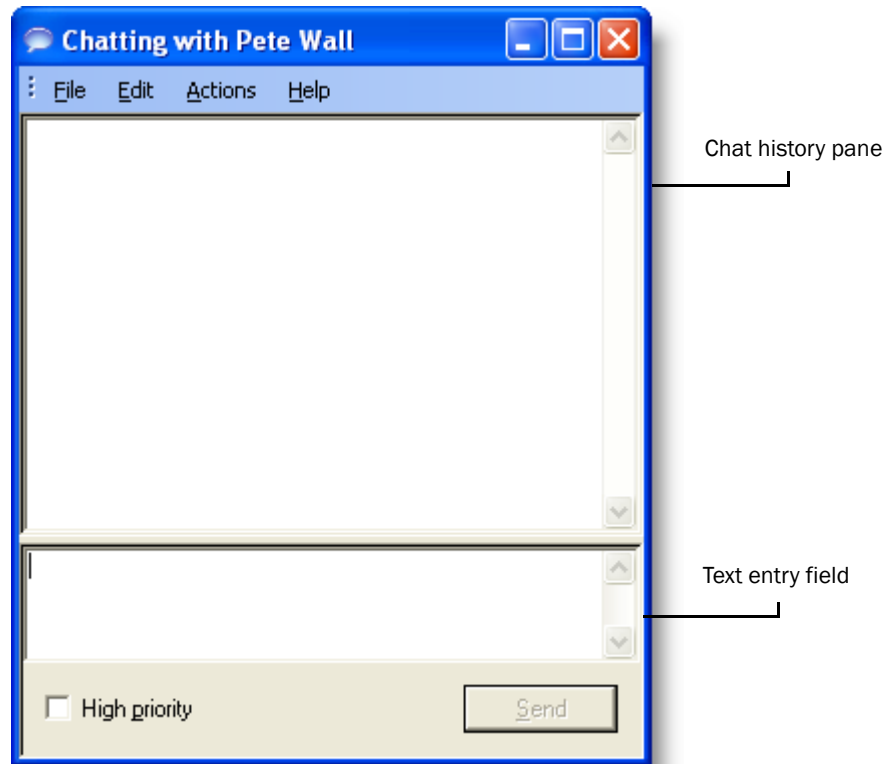 Chatting with Pete Wall
File Edit Actions Help
Chat history pane
Text entry field
High priority
Send